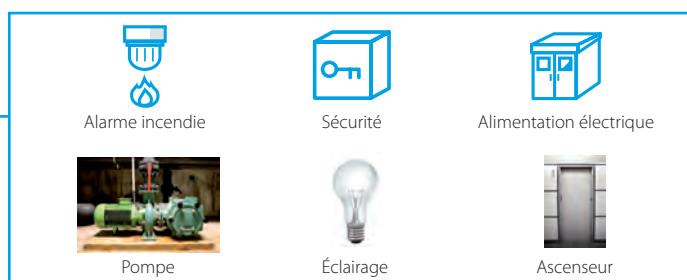 Alarme incendie
Sécurité
Alimentation électrique
Pompe
Éclairage
Ascenseur